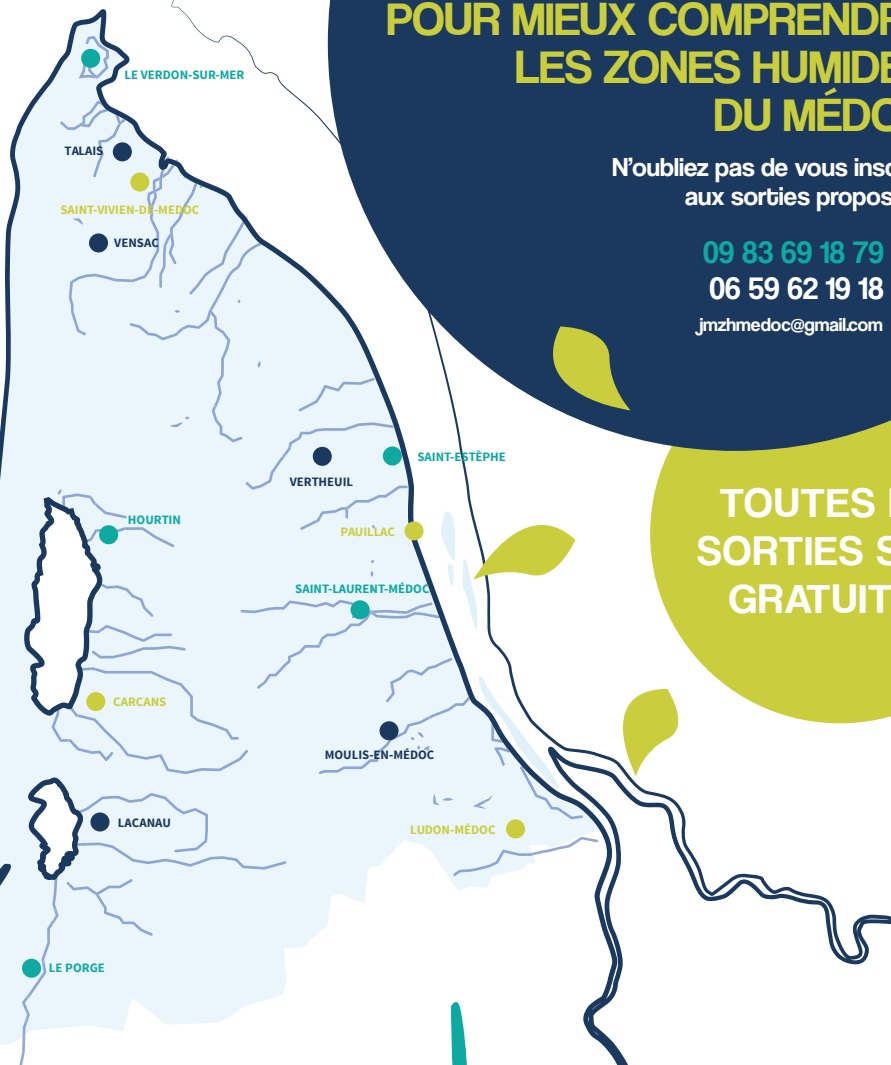 POUR MIEUX COMPRENDR
LES ZONES HUMIDE
DU MÉDO
N'oubliez pas de vous insc
aux sorties propos
09 83 69 18 79
06 59 62 19 18
jmzhmedoc@gmail.com
TOUTES
SORTIES S
GRATUIT
LE VERDON-SUR-MER
TALAIS
SAINT-VIVIEN-DE-MEDOC
VENSAC
SAINT-ESTÈPHE
VERTHEUIL
HOURTIN
PAUILLAC
SAINT-LAURENT-MÉDOC
CARCANS
MOULIS-EN-MÉDOC
LACANAU
LUDON-MÉDOC
LE PORGE